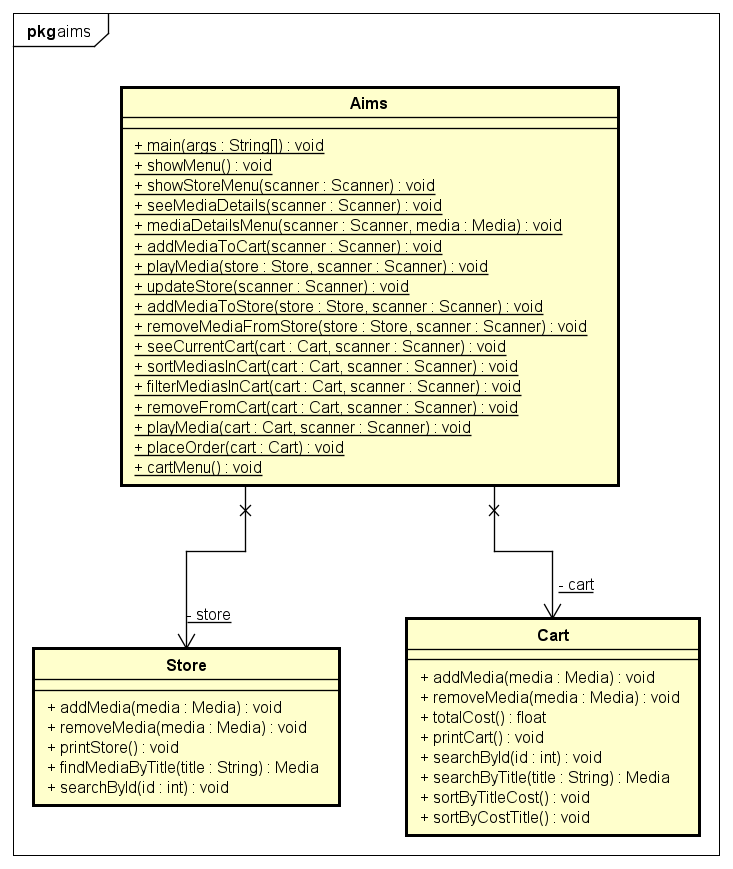 pkg aims
Aims
+ main(args : String[]) : void
+ showMenu() : void
+ showStoreMenu(scanner : Scanner) : void
+ seeMediaDetails(scanner : Scanner) : void
+ mediaDetailsMenu(scanner : Scanner, media : Media) : void
+ addMediaToCart(scanner : Scanner) : void
+ playMedia(store : Store, scanner : Scanner) : void
+ updateStore(scanner : Scanner) : void
+ addMediaToStore(store : Store, scanner : Scanner) : void
+ removeMediaFromStore(store : Store, scanner : Scanner) : void
+ seeCurrentCart(cart : Cart, scanner : Scanner) : void
+ sortMediasInCart(cart : Cart, scanner : Scanner) : void
+ filterMediasInCart(cart : Cart, scanner : Scanner) : void
+ removeFromCart(cart : Cart, scanner : Scanner) : void
+ playMedia(cart : Cart, scanner : Scanner) : void
+ placeOrder(cart : Cart) : void
+ cartMenu() : void
- store
- cart
Store
+ addMedia(media : Media) : void
+ removeMedia(media : Media) : void
+ printStore() : void
+ findMediaByTitle(title : String) : Media
+ searchById(id : int) : void
Cart
+ addMedia(media : Media) : void
+ removeMedia(media : Media) : void
+ totalCost() : float
+ printCart() : void
+ searchById(id : int) : void
+ searchByTitle(title : String) : Media
+ sortByTitleCost() : void
+ sortByCostTitle() : void